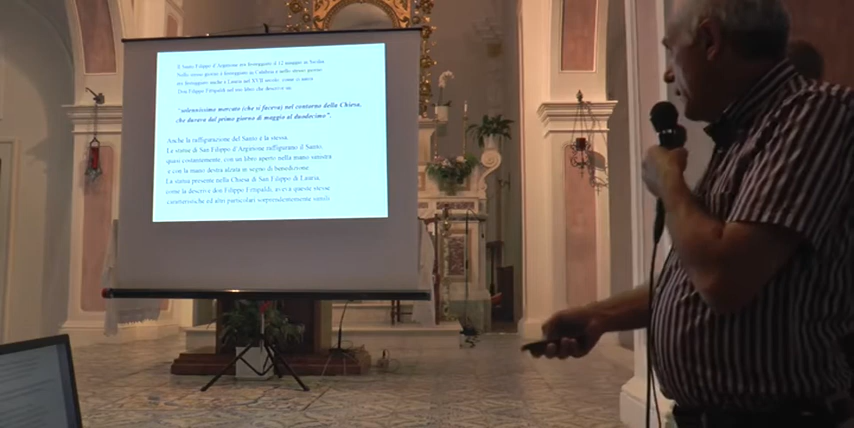 Il Santo Filippo d'Argirione era festeggiato il 12 maggio in Sicilia.
Nello stesso giorno è festeggiato in Calabria e nello stesso giorno
era festeggiato anche a Lauria nel XVII secolo, come ci narra
Don Filippo Ettipaldi nel suo libro che descrive un
"solennissimo mercato (che si faceva) nel contorno della Chiesa,
che durava dal primo giorno di maggio al duodecimo".
Anche la raffigurazione del Santo è la stessa.
Le statue di San Filippo d'Argirione raffigurano il Santo,
quasi costantemente, con un libro aperto nella mano sinistra
e con la mano destra alzata in segno di benedizione.
La statua presente nella Chiesa di San Filippo di Lauria,
come la descrive don Filippo Ettipaldi, aveva queste stesse
caratteristiche ed altri particolari sorprendentemente simili